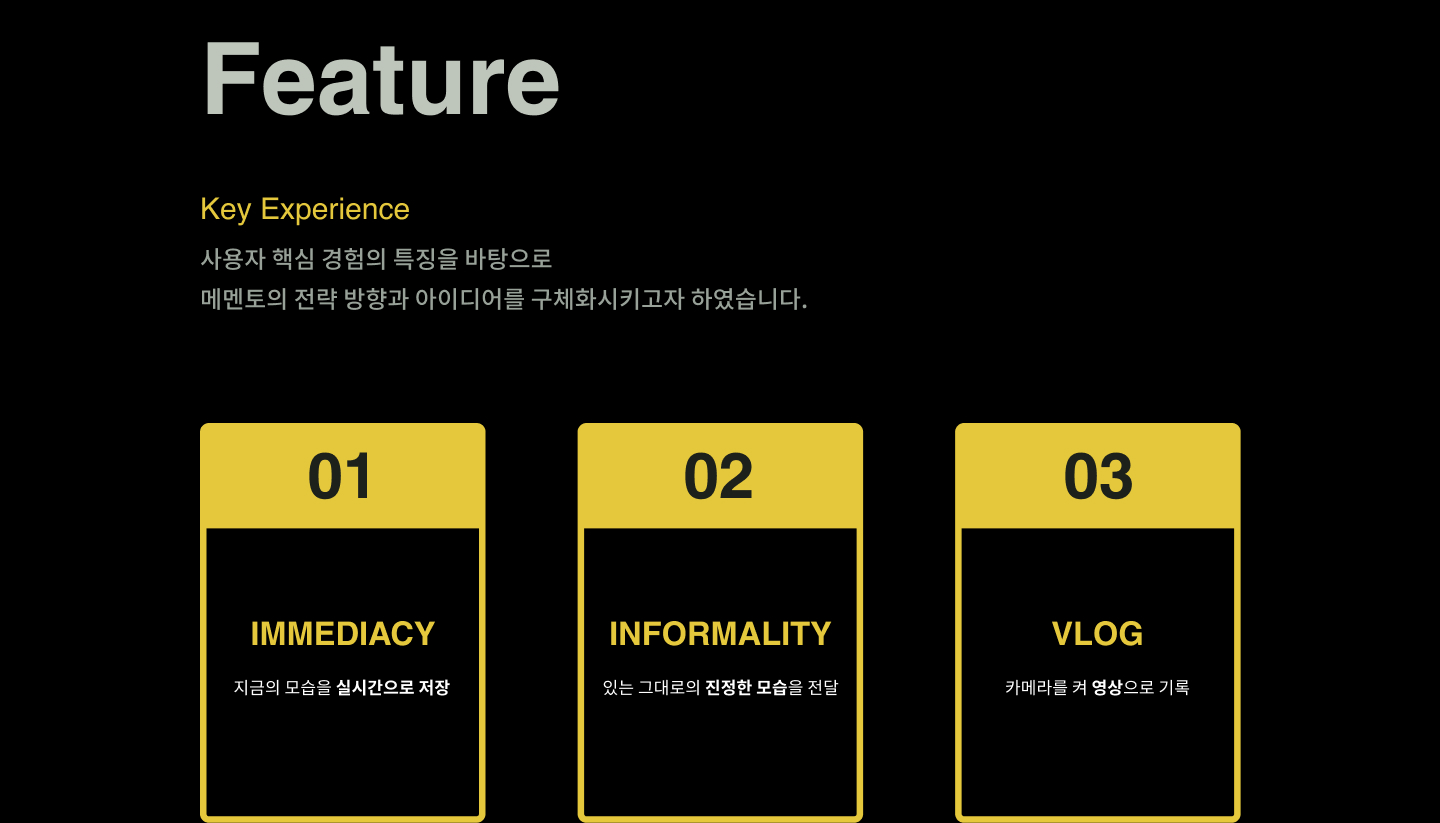 Feature
Key Experience
사용자 핵심 경험의 특징을 바탕으로
메멘토의 전략 방향과 아이디어를 구체화시키고자 하였습니다.
01
IMMEDIACY
지금의 모습을 실시간으로 저장
02
INFORMALITY
있는 그대로의 진정한 모습을 전달
03
VLOG
카메라를 켜 영상으로 기록